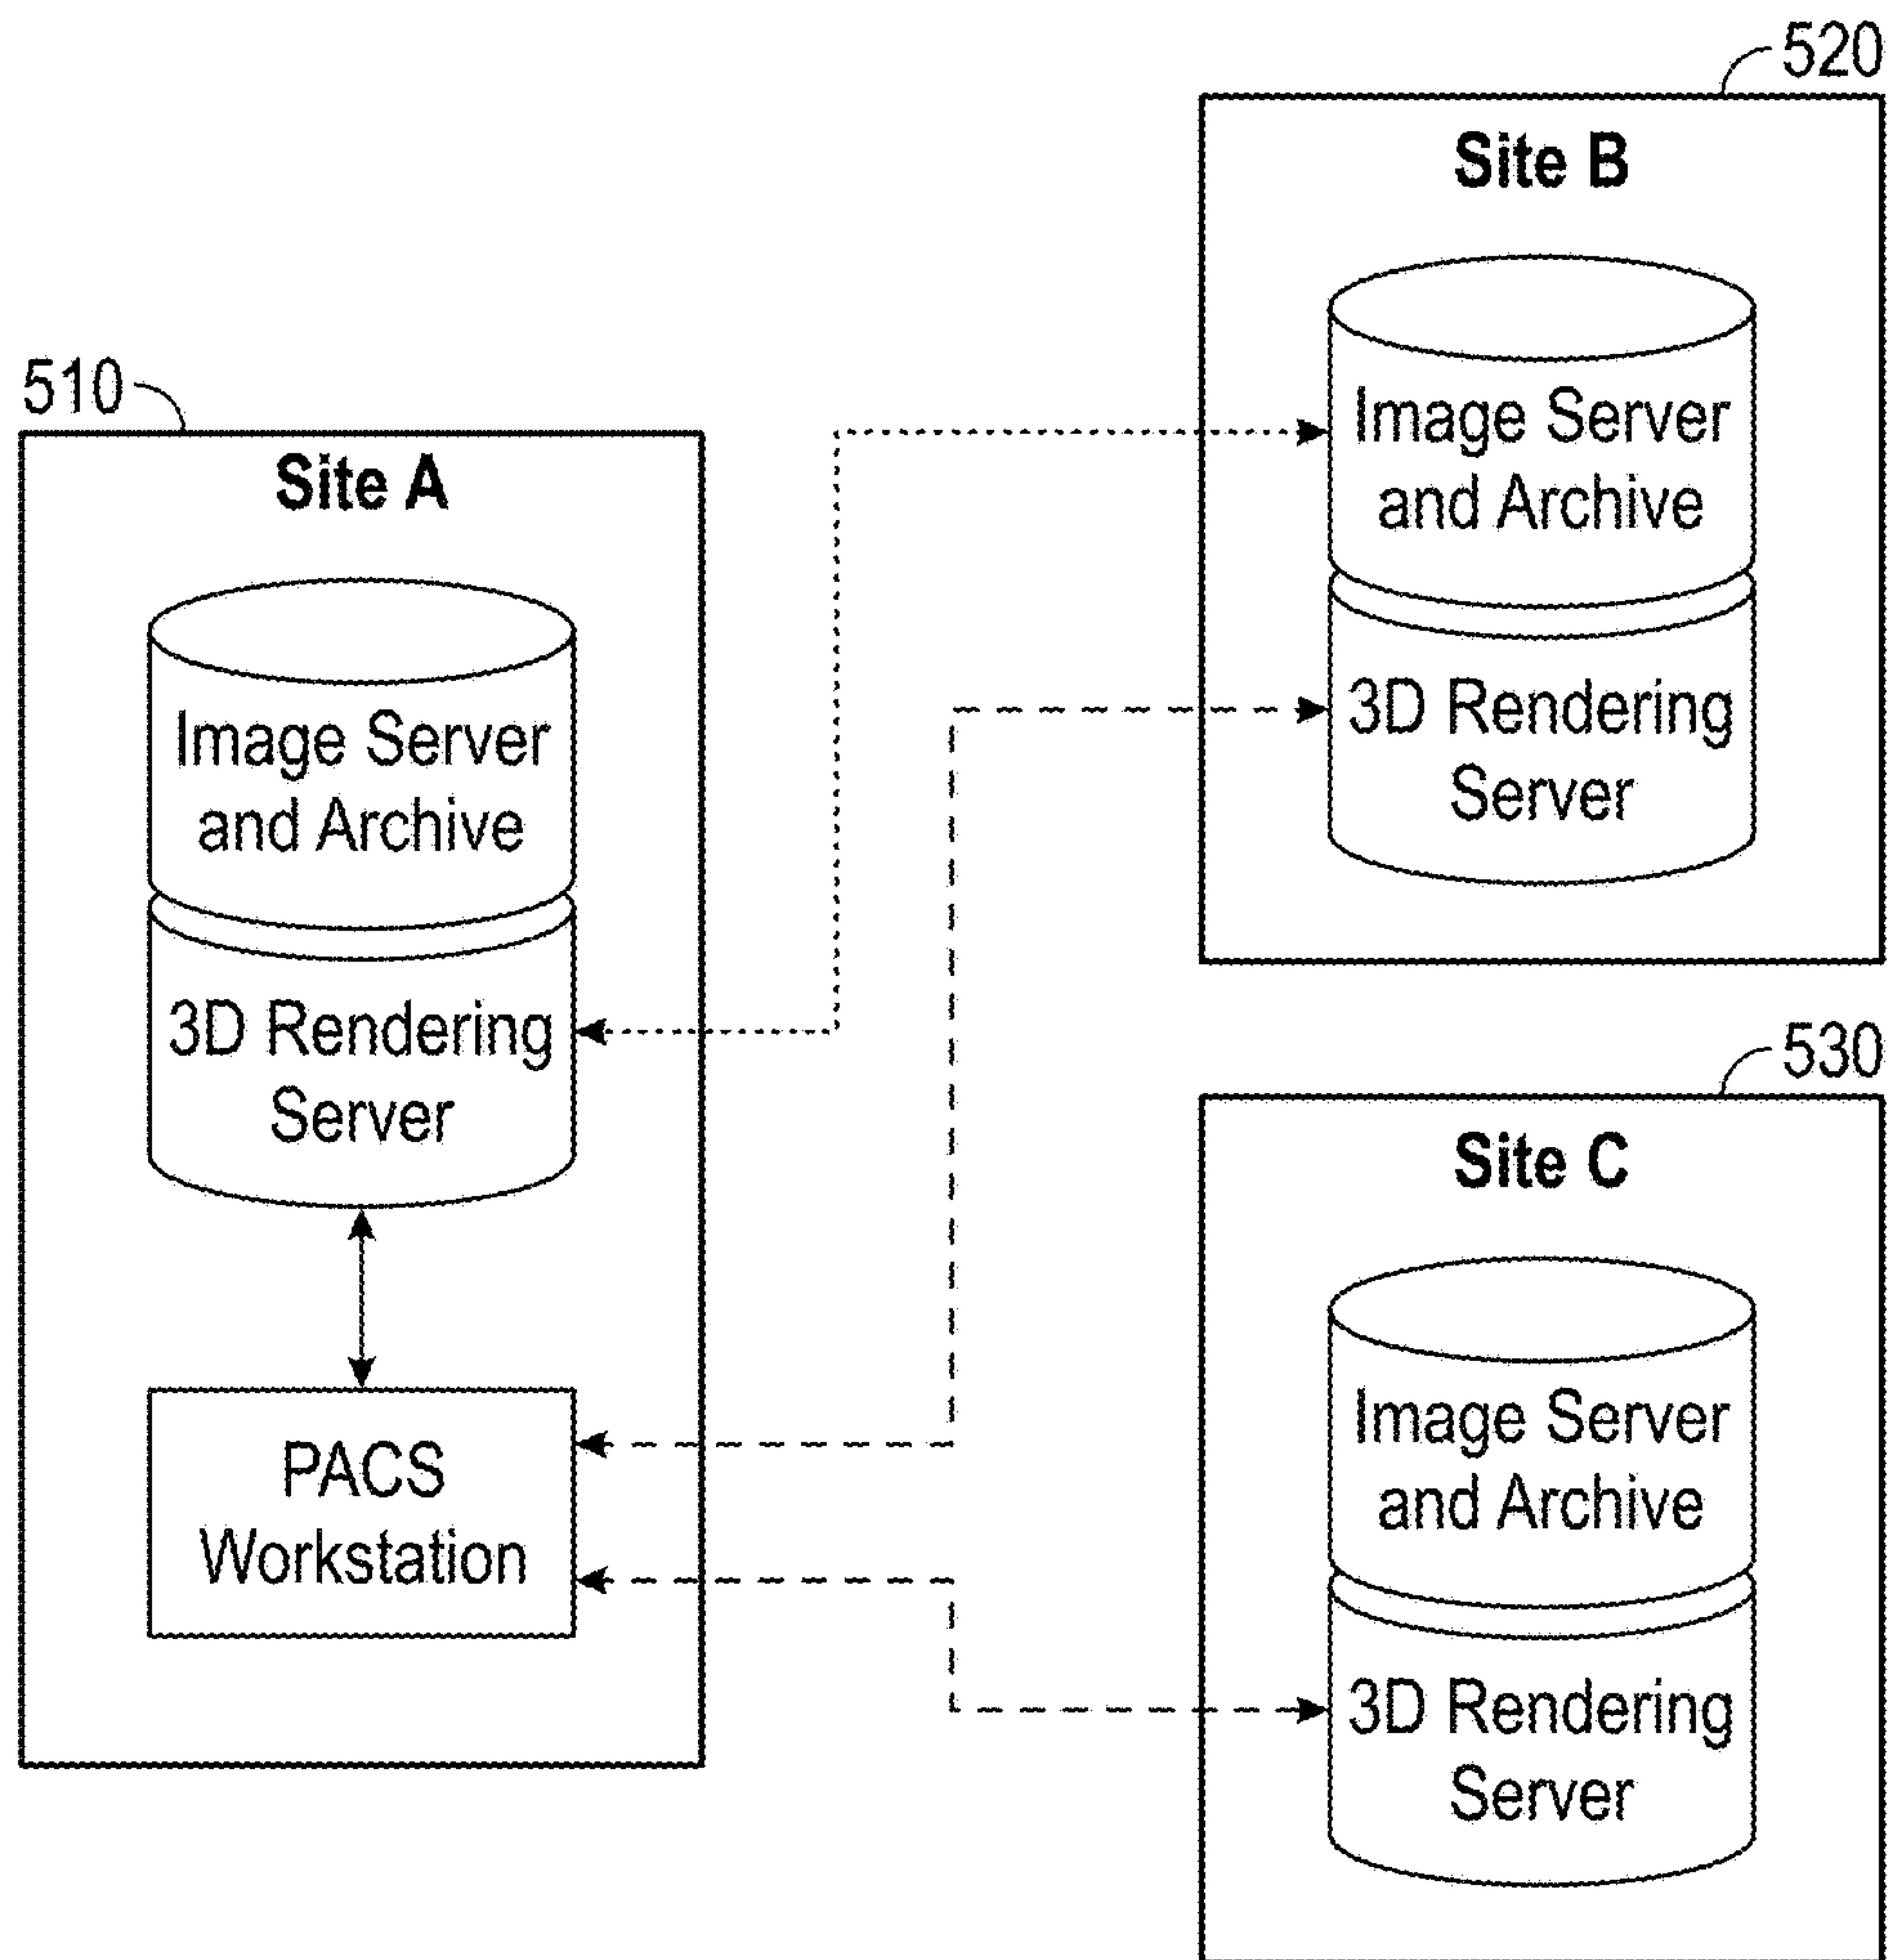 510
Site A
Image Server
and Archive
3D Rendering
Server
PACS
Workstation
520
Site B
Image Server
and Archive
3D Rendering
Server
530
Site C
Image Server
and Archive
3D Rendering
Server